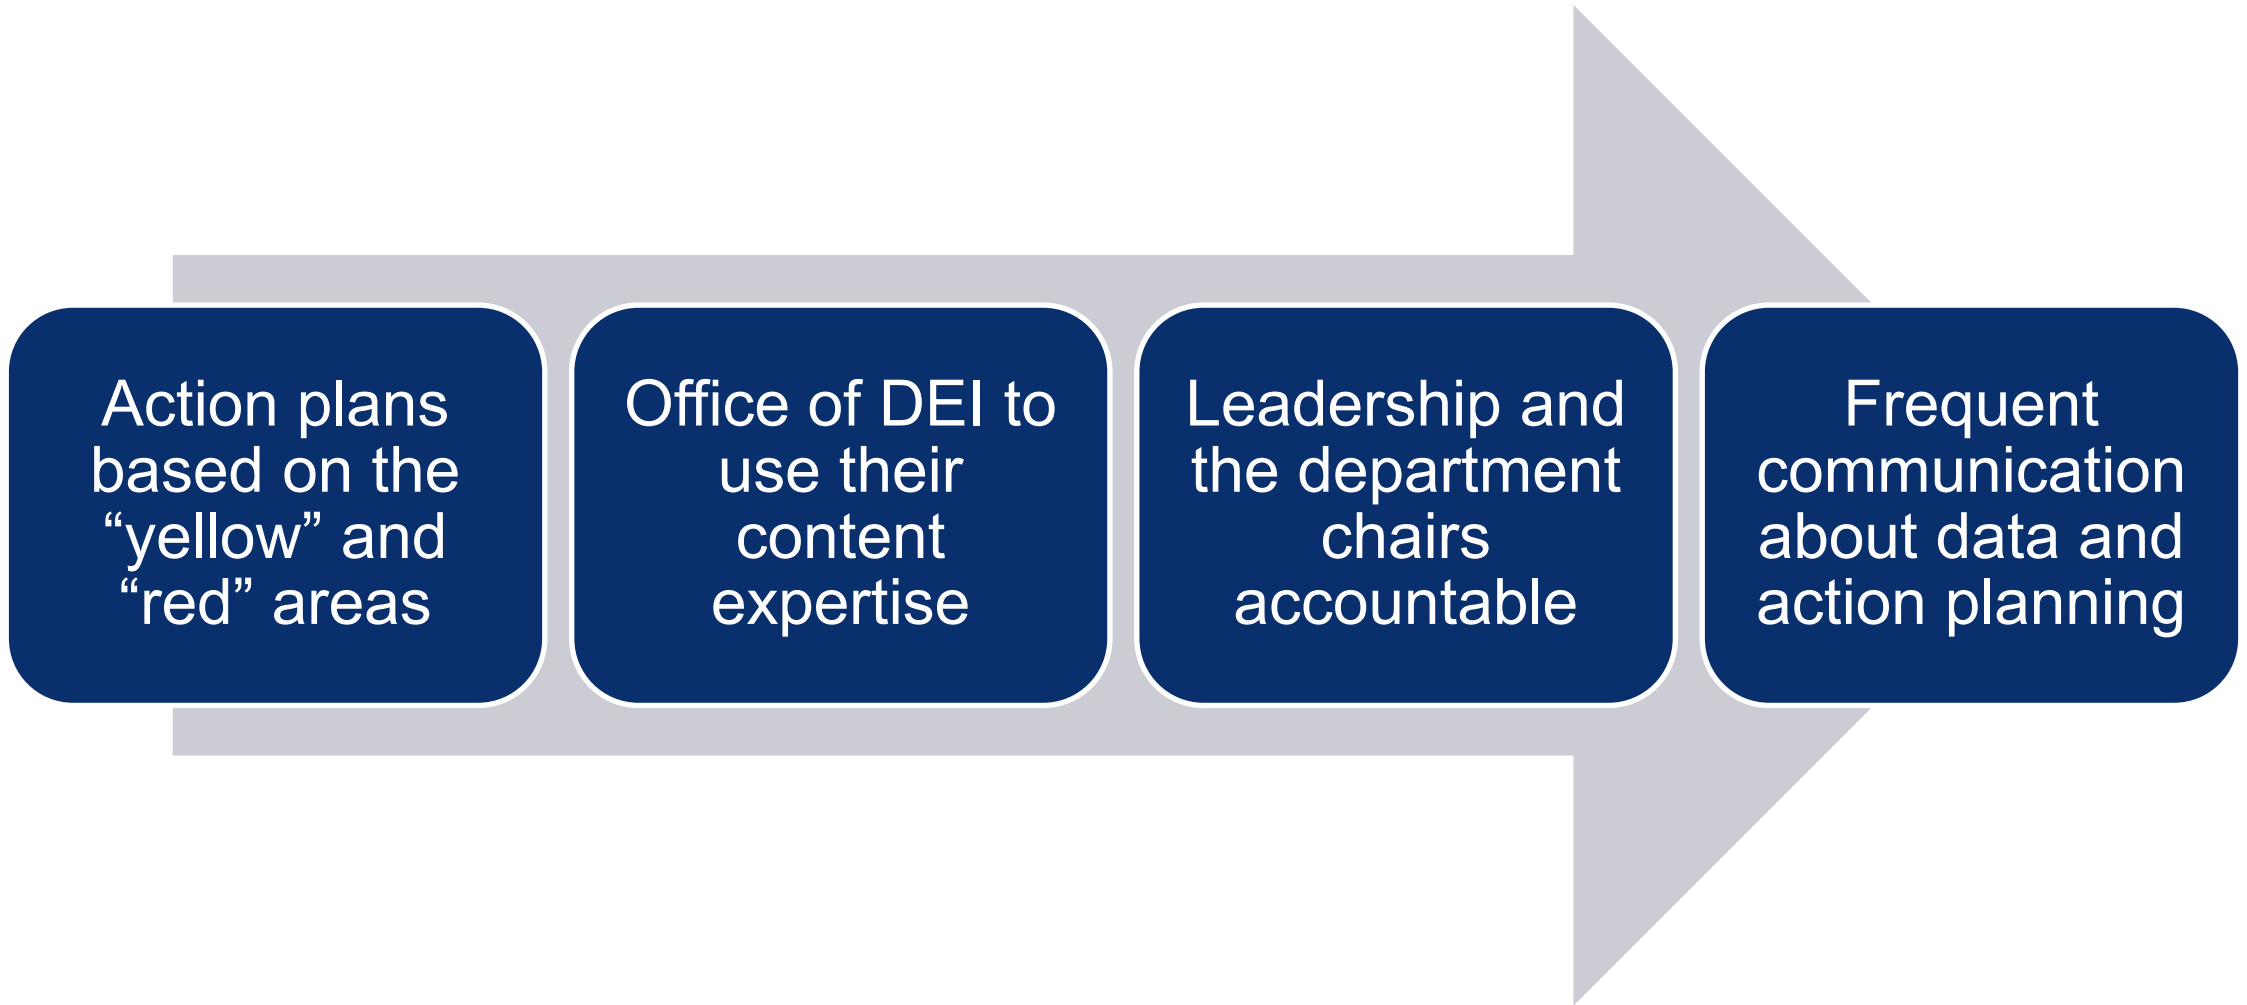 Action plans
based on the
“yellow” and
“red” areas
Office of DEI to
use their
content
expertise
Leadership and
the department
chairs
accountable
Frequent
communication
about data and
action planning